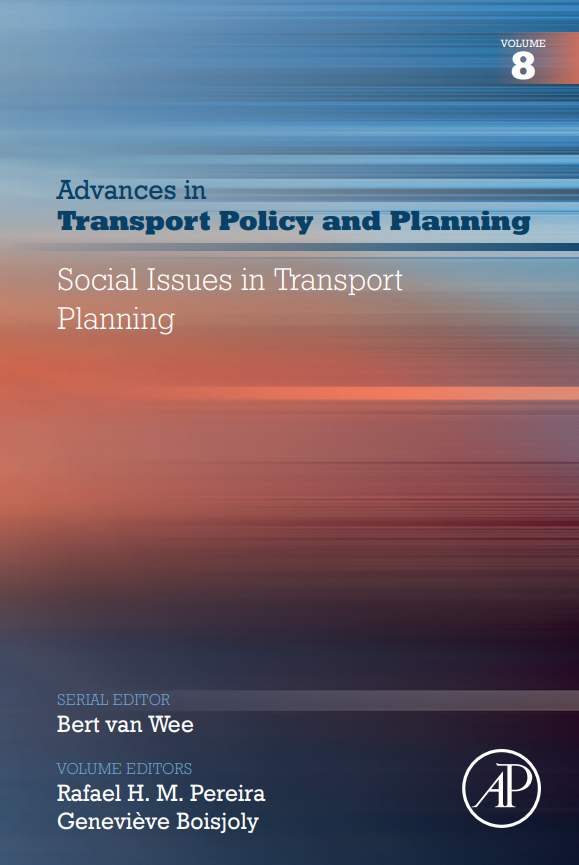 VOLUME
8
Advances in
Transport Policy and Planning
Social Issues in Transport
Planning
SERIAL EDITOR
Bert van Wee
VOLUME EDITORS
Rafael H. M. Pereira
Geneviève Boisjoly
AP